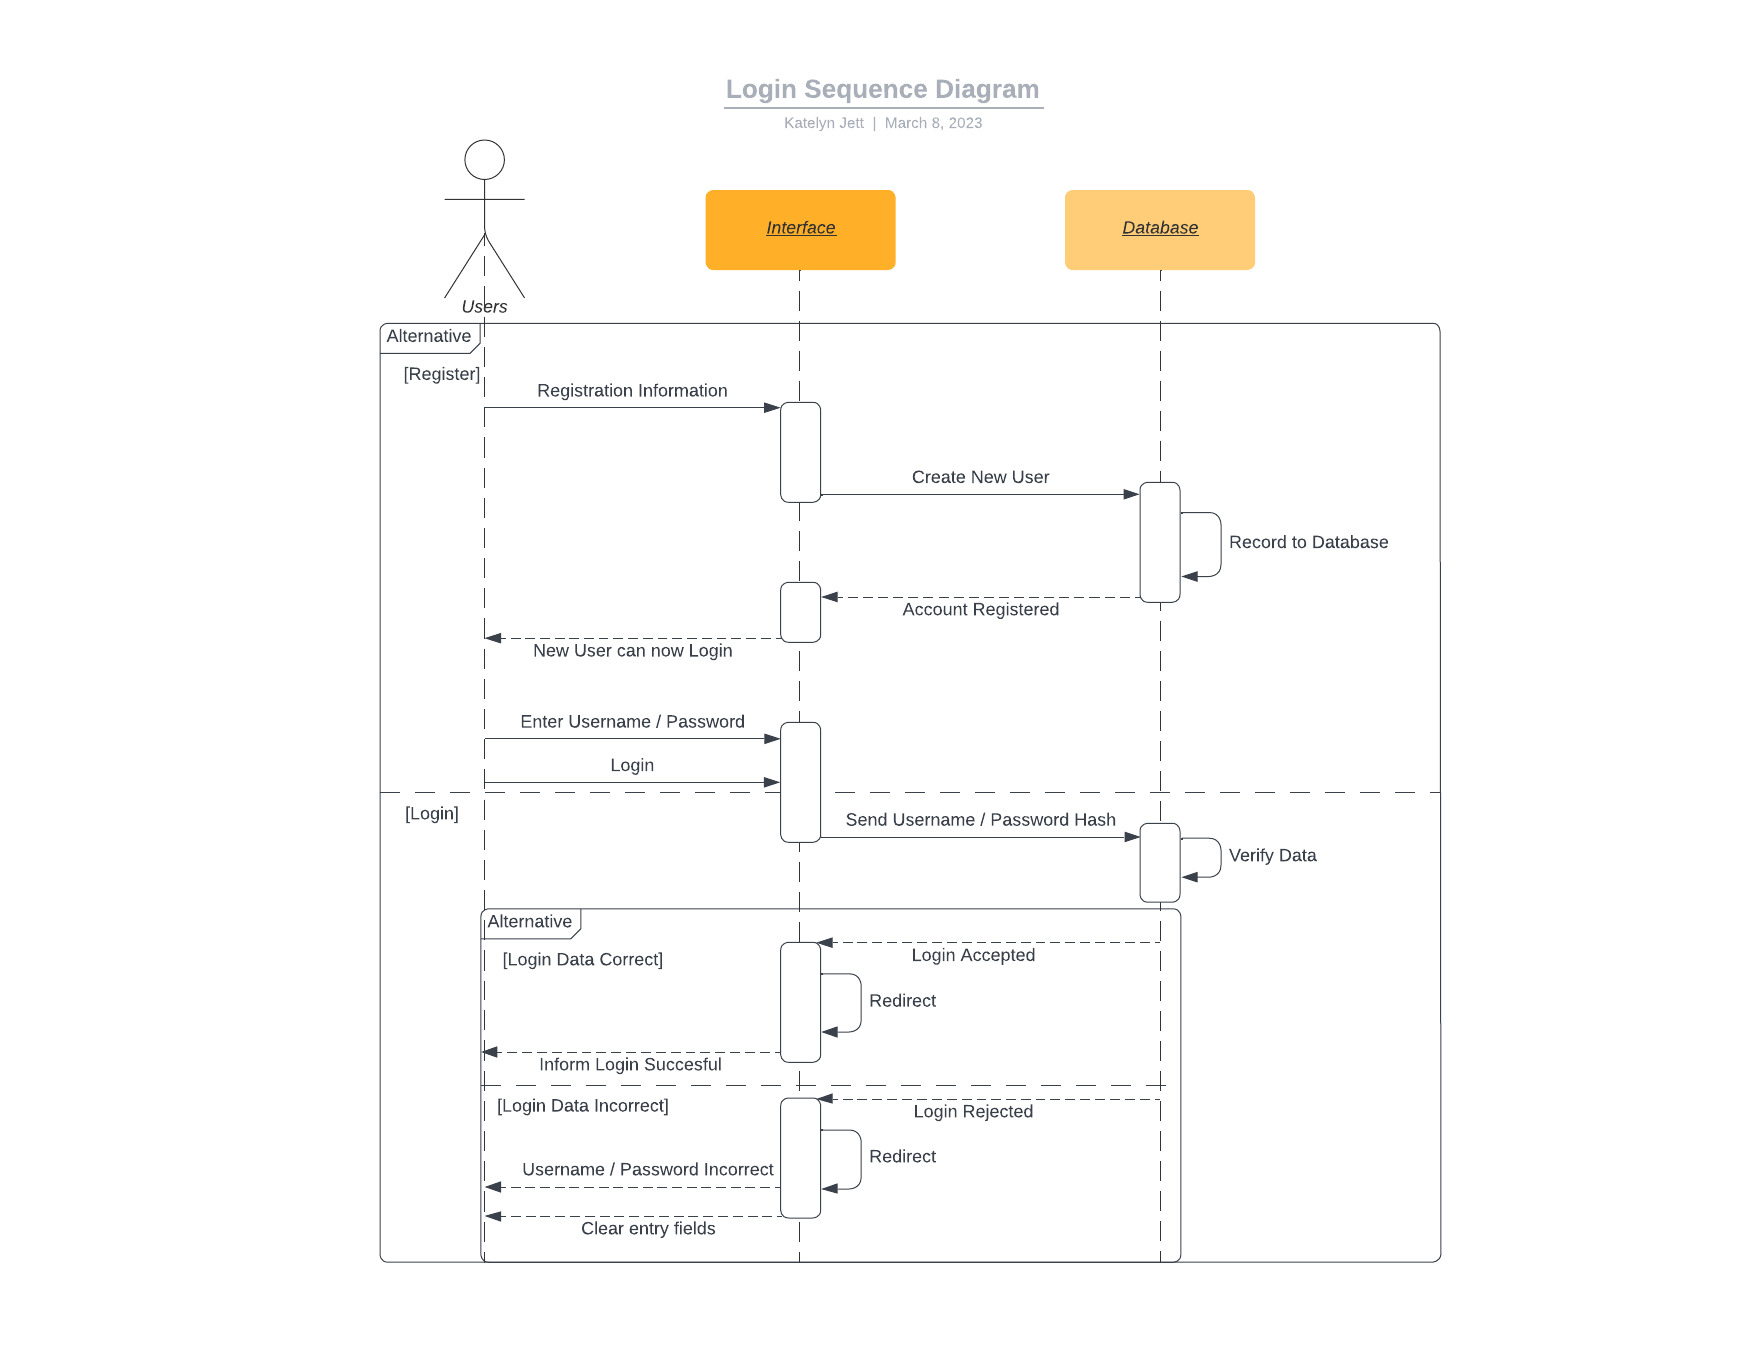 Login Sequence Diagram
Katelyn Jett | March 8, 2023
Interface
Database
Users
Alternative
[Register]
Registration Information
Create New User
Record to Database
Account Registered
New User can now Login
Enter Username / Password
Login
[Login]
Send Username / Password Hash
Verify Data
Alternative
Login Accepted
[Login Data Correct]
Redirect
Inform Login Succesful
[Login Data Incorrect]
Login Rejected
Redirect
Username / Password Incorrect
Clear entry fields